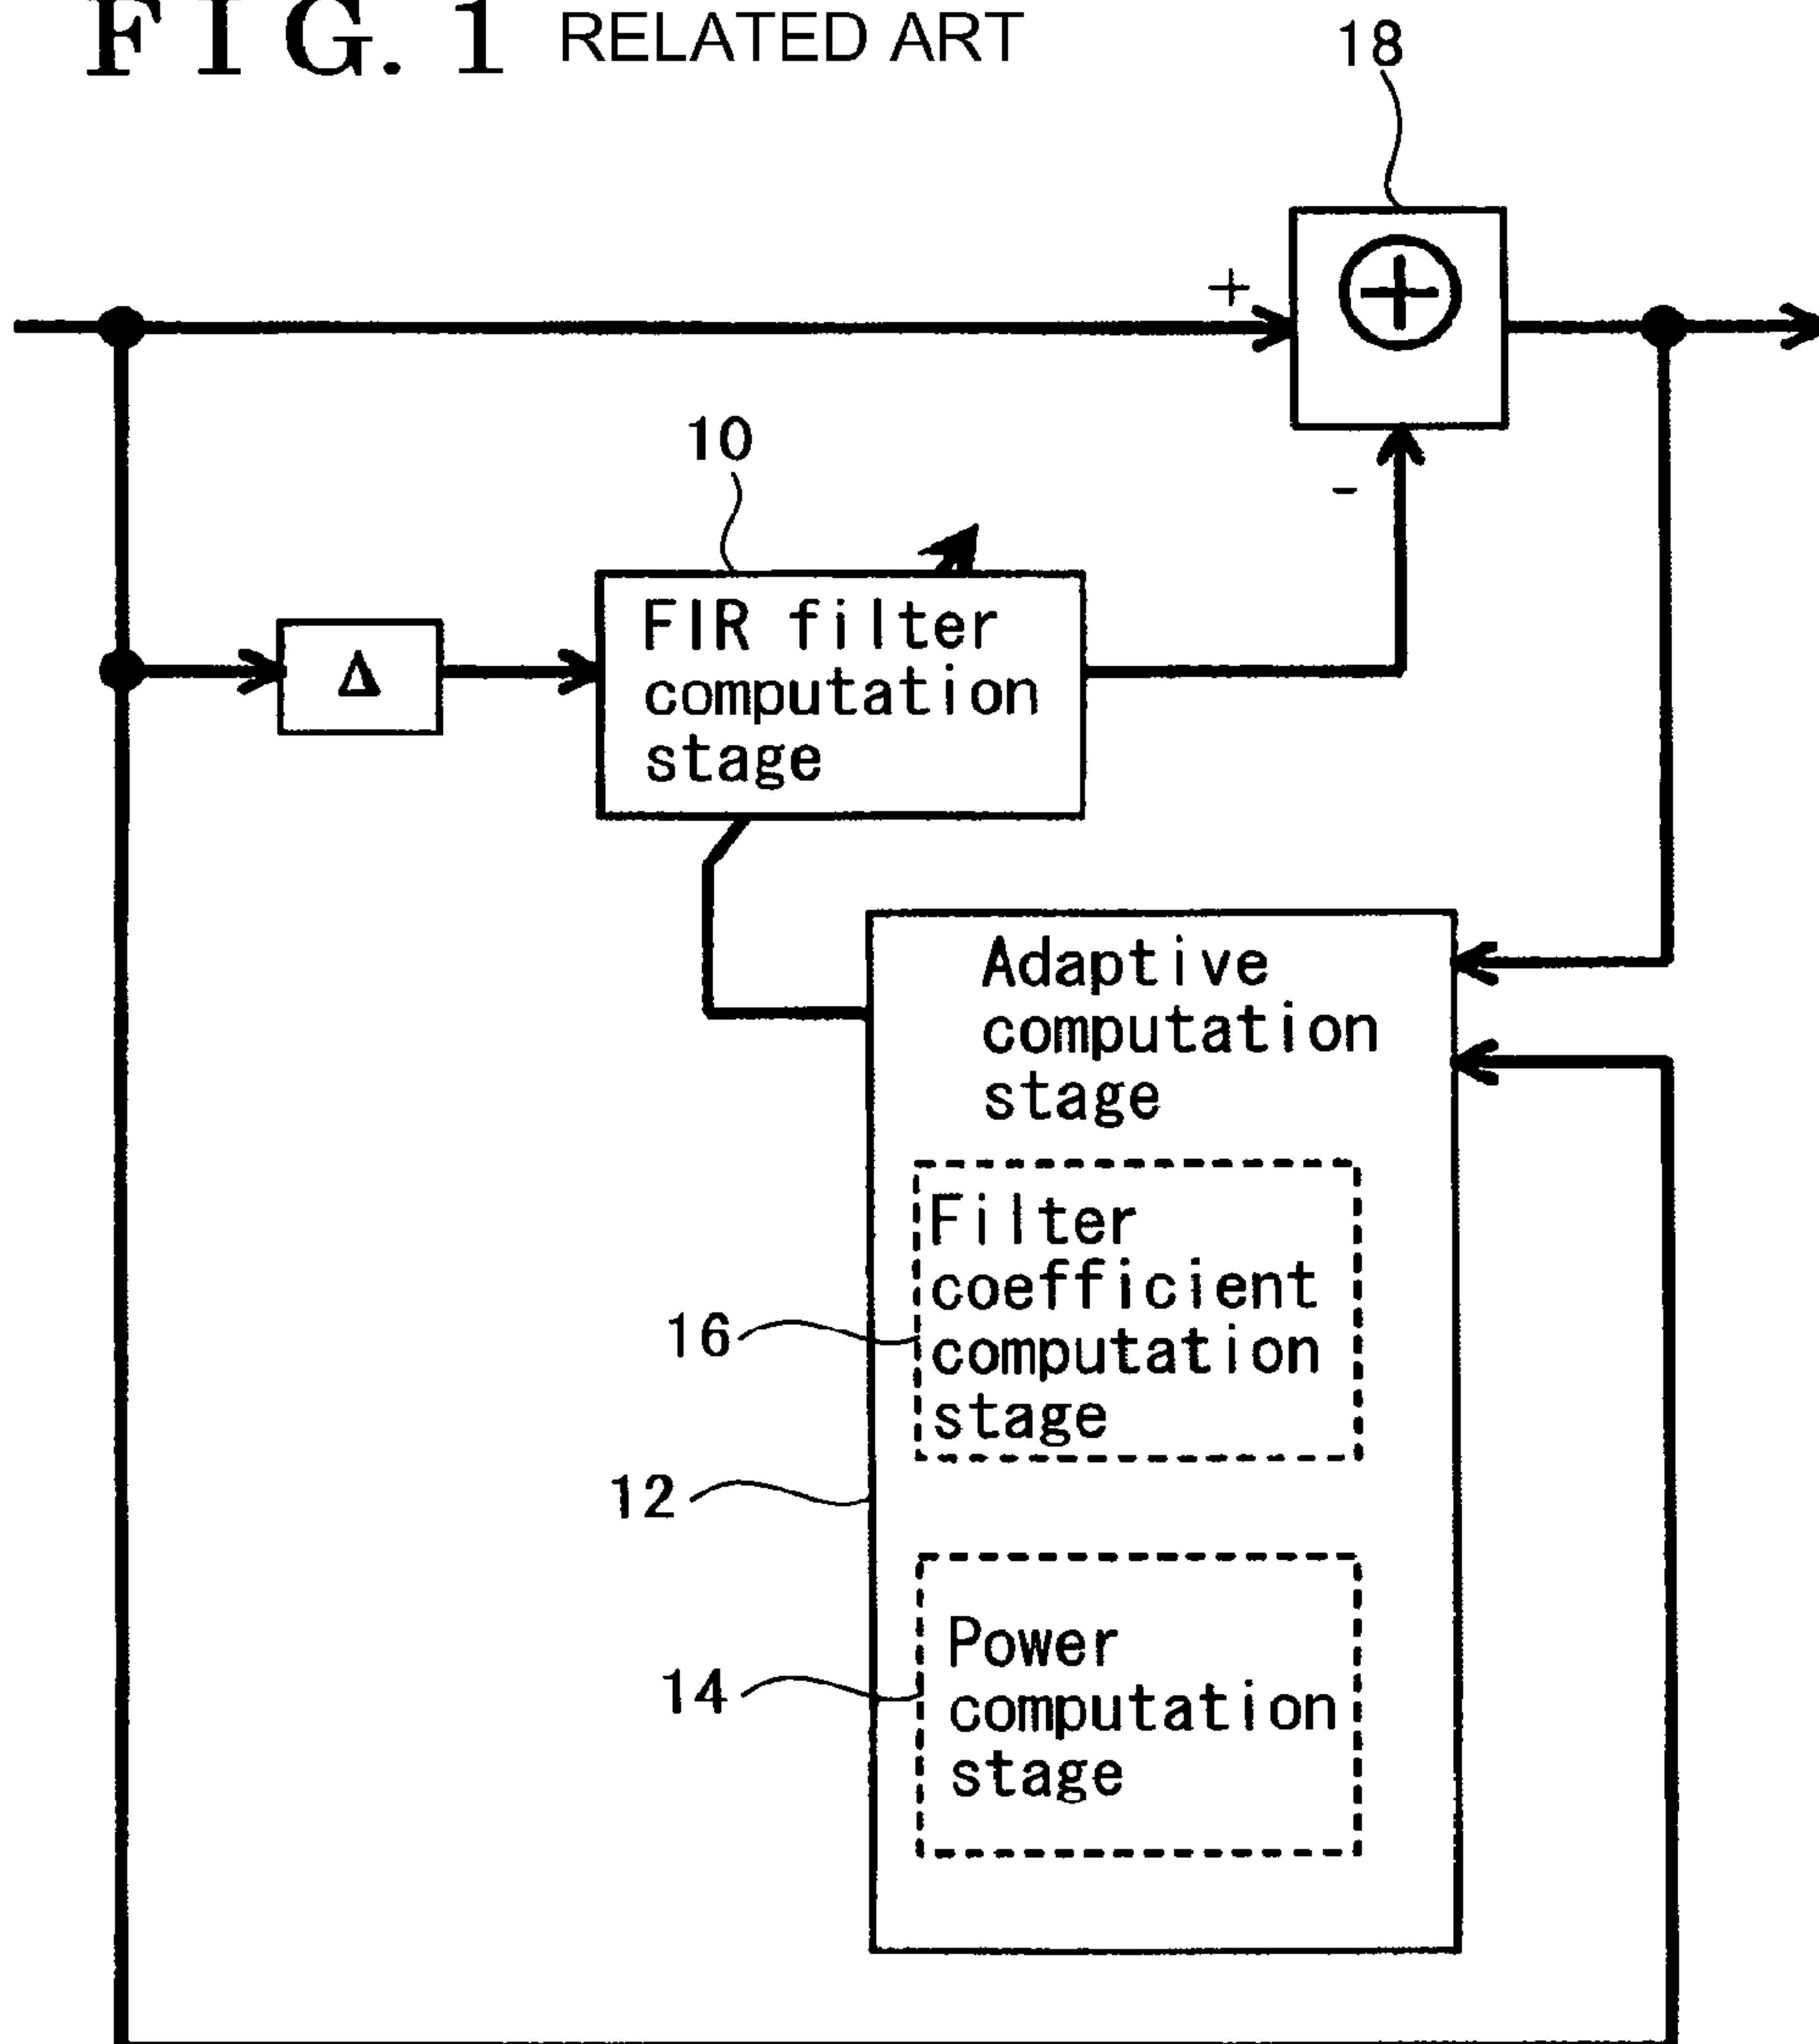 FIG. 1 RELATED ART
18
+
10
-
FIR filter
computation
stage
Δ
Adaptive
computation
stage
Filter
coefficient
computation
stage
16
12
Power
computation
stage
14